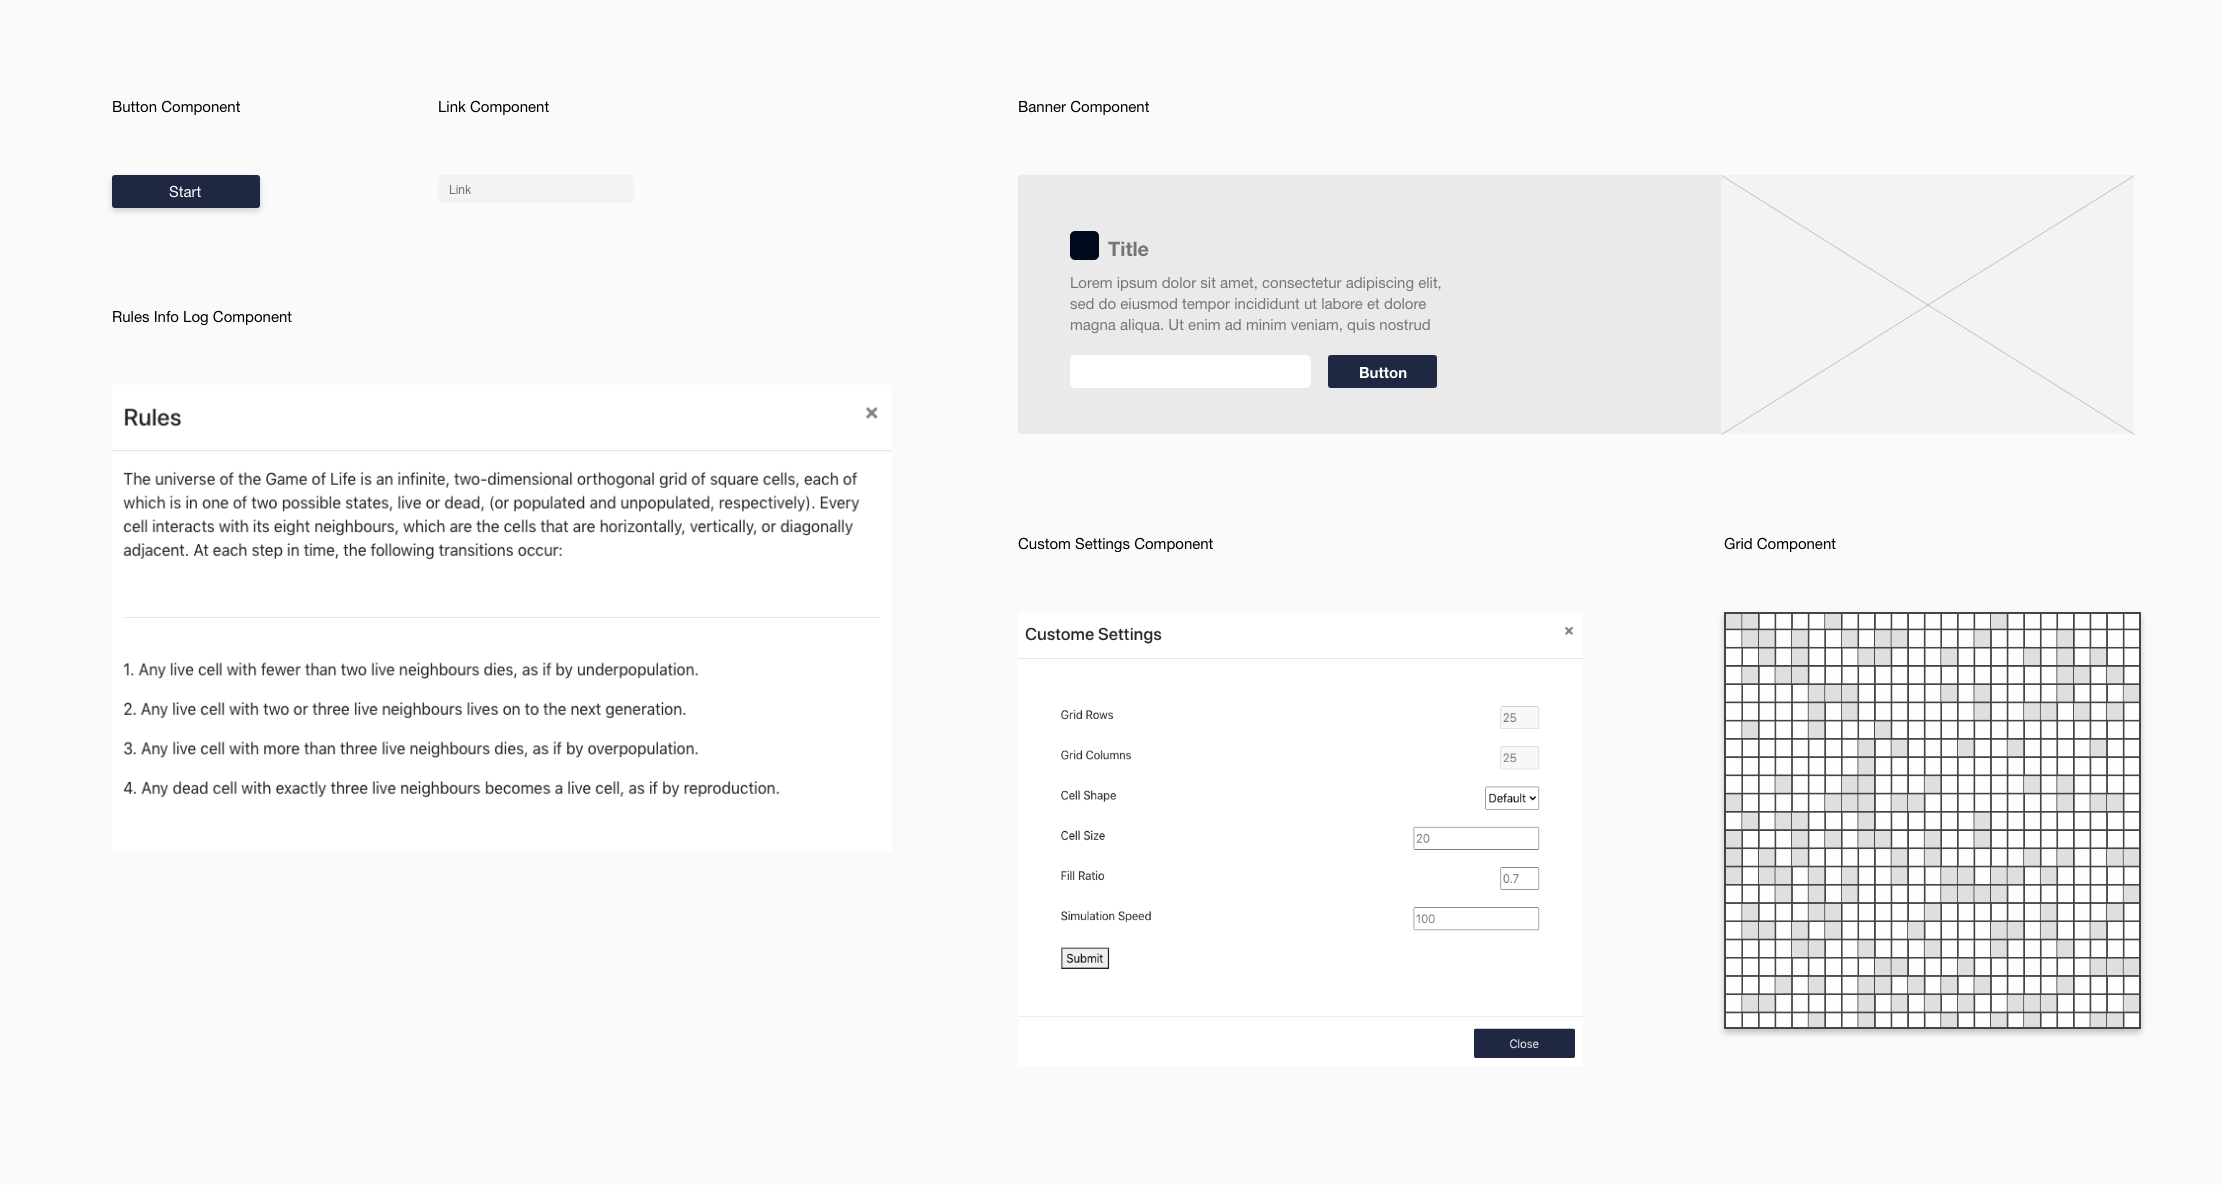 Button Component
Link Component
Banner Component
Start
Link
Title
Lorem ipsum dolor sit amet, consectetur adipiscing elit,
sed do eiusmod tempor incididunt ut labore et dolore
magna aliqua. Ut enim ad minim veniam, quis nostrud
Button
Rules Info Log Component
Rules
×
The universe of the Game of Life is an infinite, two-dimensional orthogonal grid of square cells, each of
which is in one of two possible states, live or dead, (or populated and unpopulated, respectively). Every
cell interacts with its eight neighbours, which are the cells that are horizontally, vertically, or diagonally
adjacent. At each step in time, the following transitions occur:
1. Any live cell with fewer than two live neighbours dies, as if by underpopulation.
2. Any live cell with two or three live neighbours lives on to the next generation.
3. Any live cell with more than three live neighbours dies, as if by overpopulation.
4. Any dead cell with exactly three live neighbours becomes a live cell, as if by reproduction.
Custom Settings Component
Grid Component
Custome Settings
×
Grid Rows
25
Grid Columns
25
Cell Shape
Default
Cell Size
20
Fill Ratio
0.7
Simulation Speed
100
Submit
Close